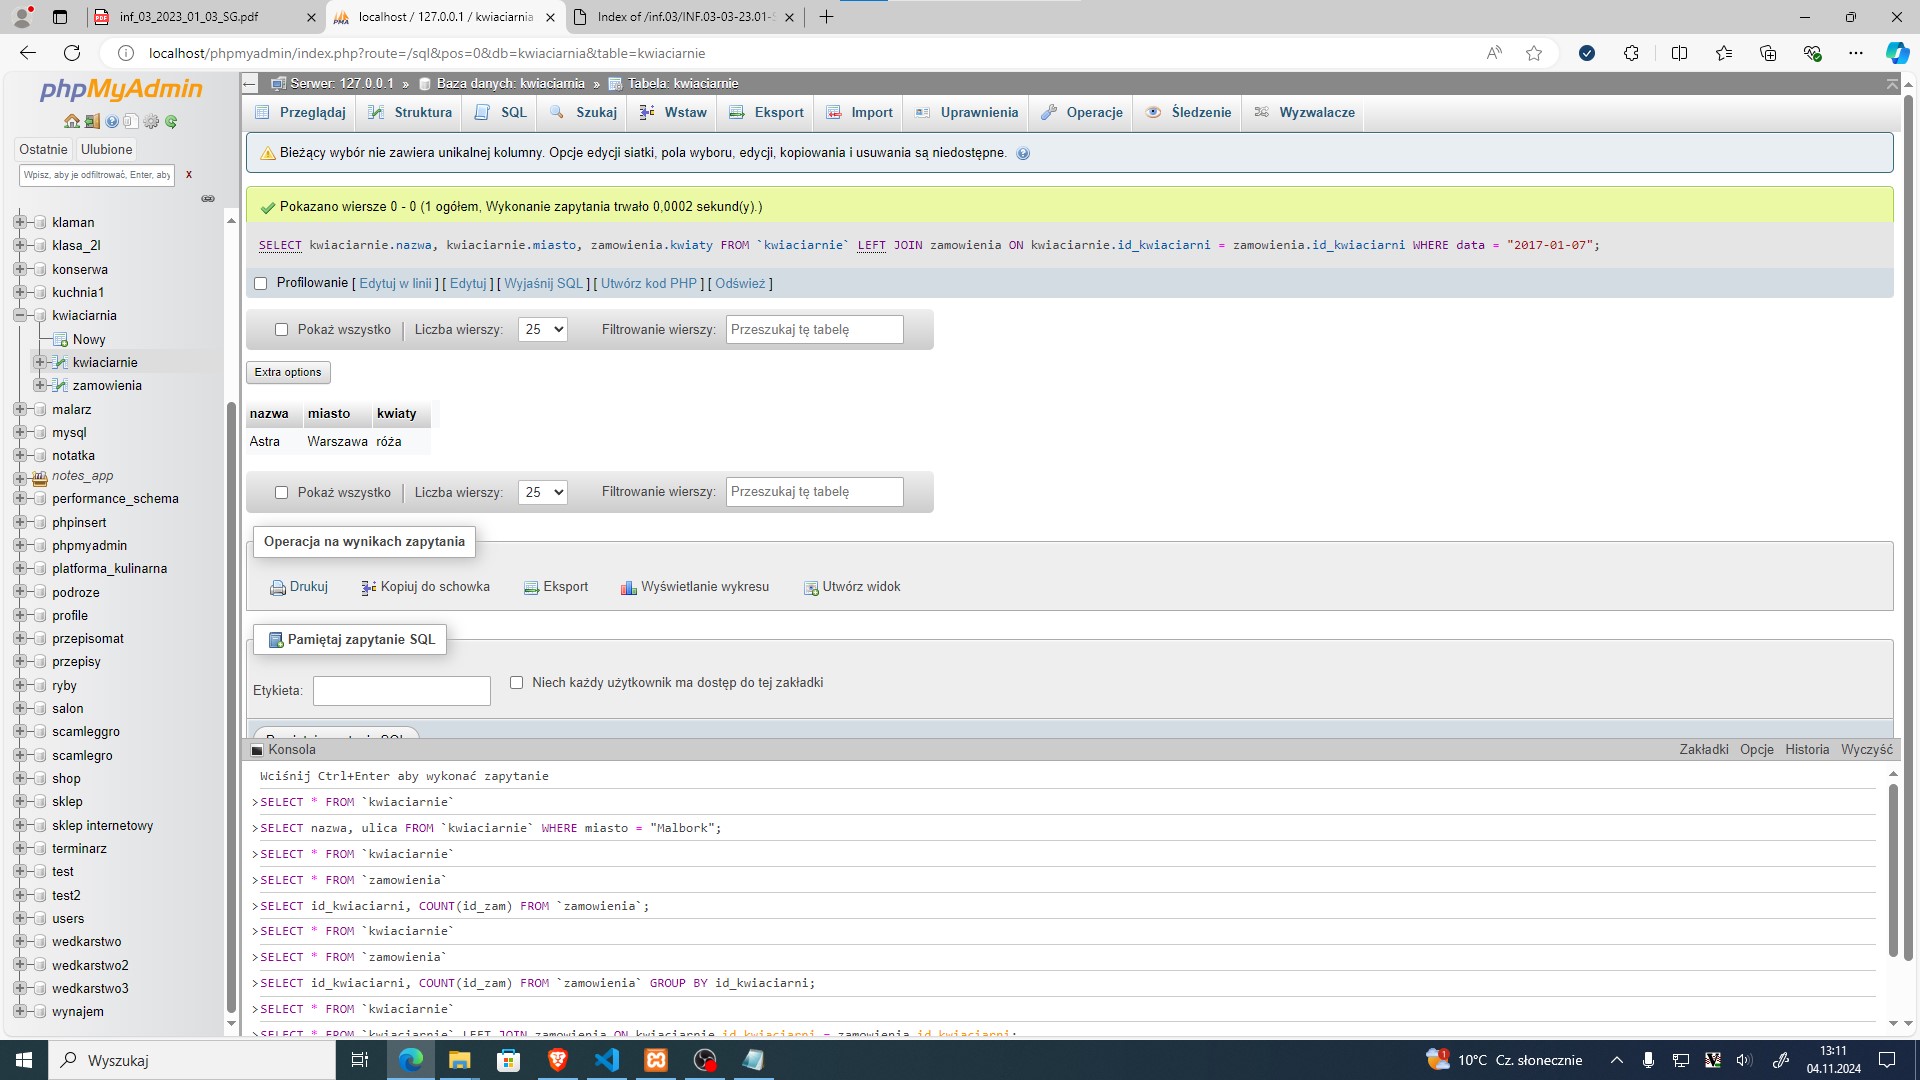 inf_03_2023_01_03_SG.pdf
localhost / 127.0.0.1 / kwiaciarnia
Index of /inf.03/INF.03-03-23.01-S
localhost/phpmyadmin/index.php?route=/sql&pos=0&db=kwiaciarnia&table=kwiaciarnie
phpMyAdmin
Ostatnie Ulubione
Wpisz, aby je odfiltrować, Enter, aby X
klaman
klasa_2l
konserwa
kuchnia1
kwiaciarnia
Nowy
kwiaciarnie
zamowienia
malarz
mysql
notatka
notes_app
performance_schema
phpinsert
phpmyadmin
platforma_kulinarna
podroze
profile
przepisomat
przepisy
ryby
salon
scamleggro
scamlegro
shop
sklep
sklep internetowy
terminarz
test
test2
users
wedkarstwo
wedkarstwo2
wedkarstwo3
wynajem
Serwer: 127.0.0.1 » Baza danych: kwiaciarnia » Tabela: kwiaciarnie
Przeglądaj Struktura SQL Szukaj Wstaw Eksport Import Uprawnienia Operacje Śledzenie Wyzwalacze
Bieżący wybór nie zawiera unikalnej kolumny. Opcje edycji siatki, pola wyboru, edycji, kopiowania i usuwania są niedostępne.
Pokazano wiersze 0 - 0 (1 ogółem, Wykonanie zapytania trwało 0,0002 sekund(y).)
SELECT kwiaciarnie.nazwa, kwiaciarnie.miasto, zamowienia.kwiaty FROM `kwiaciarnie` LEFT JOIN zamowienia ON kwiaciarnie.id_kwiaciarni = zamowienia.id_kwiaciarni WHERE data = "2017-01-07";
Profilowanie [ Edytuj w linii ] [ Edytuj ] [ Wyjaśnij SQL ] [ Utwórz kod PHP ] [ Odśwież ]
Pokaż wszystko Liczba wierszy: 25 Filtrowanie wierszy: Przeszukaj tę tabelę
Extra options
nazwa miasto kwiaty
Astra Warszawa róża
Pokaż wszystko Liczba wierszy: 25 Filtrowanie wierszy: Przeszukaj tę tabelę
Operacja na wynikach zapytania
Drukuj Kopiuj do schowka Eksport Wyświetlanie wykresu Utwórz widok
Pamiętaj zapytanie SQL
Etykieta: Niech każdy użytkownik ma dostęp do tej zakładki
Konsola Zakładki Opcje Historia Wyczyść
Wciśnij Ctrl+Enter aby wykonać zapytanie
>SELECT * FROM `kwiaciarnie`
>SELECT nazwa, ulica FROM `kwiaciarnie` WHERE miasto = "Malbork";
>SELECT * FROM `kwiaciarnie`
>SELECT * FROM `zamowienia`
>SELECT id_kwiaciarni, COUNT(id_zam) FROM `zamowienia`;
>SELECT * FROM `kwiaciarnie`
>SELECT * FROM `zamowienia`
>SELECT id_kwiaciarni, COUNT(id_zam) FROM `zamowienia` GROUP BY id_kwiaciarni;
>SELECT * FROM `kwiaciarnie`
>SELECT * FROM `kwiaciarnie` LEFT JOIN zamowienia ON kwiaciarnie.id_kwiaciarni = zamowienia.id_kwiaciarni;
Wyszukaj
10°C Cz. słonecznie
13:11
04.11.2024